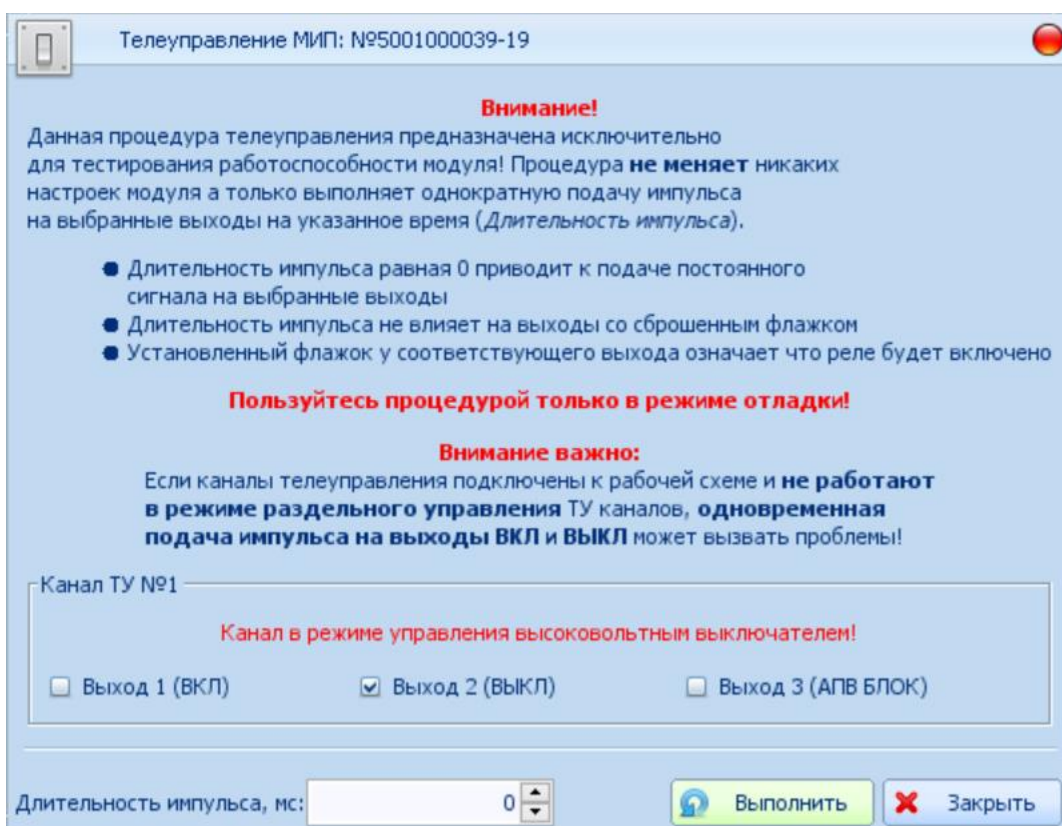 Телеуправление МИП: №5001000039-19
Внимание!
Данная процедура телеуправления предназначена исключительно
для тестирования работоспособности модуля! Процедура не меняет никаких
настроек модуля а только выполняет однократную подачу импульса
на выбранные выходы на указанное время (Длительность импульса).
Длительность импульса равная 0 приводит к подаче постоянного
сигнала на выбранные выходы
Длительность импульса не влияет на выходы со сброшенным флажком
Установленный флажок у соответствующего выхода означает что реле будет включено
Пользуйтесь процедурой только в режиме отладки!
Внимание важно:
Если каналы телеуправления подключены к рабочей схеме и не работают
в режиме раздельного управления ТУ каналов, одновременная
подача импульса на выходы ВКЛ и ВЫКЛ может вызвать проблемы!
Канал ТУ №1
Канал в режиме управления высоковольтным выключателем!
Выход 1 (ВКЛ) Выход 2 (ВЫКЛ) Выход 3 (АПВ БЛОК)
Длительность импульса, мс: 0 Выполнить Закрыть